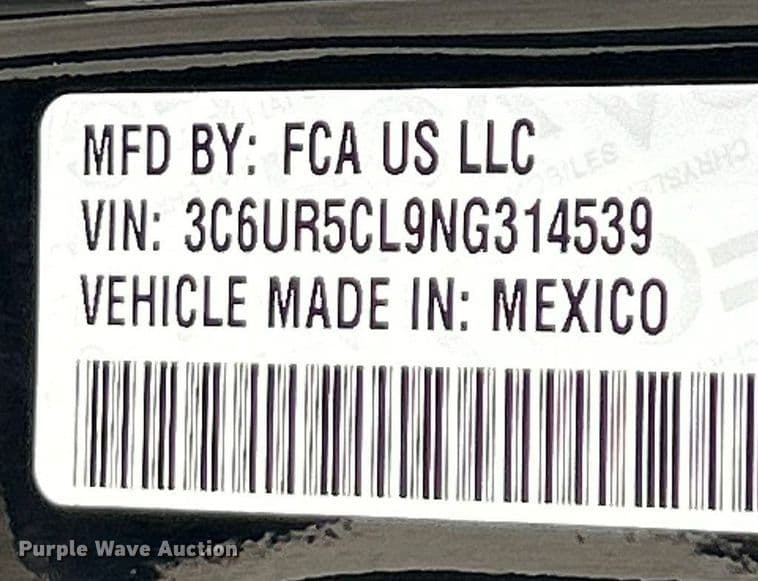 MFD BY: FCA US LLC
VIN: 3C6UR5CL9NG314539
VEHICLE MADE IN: MEXICO
Purple Wave Auction